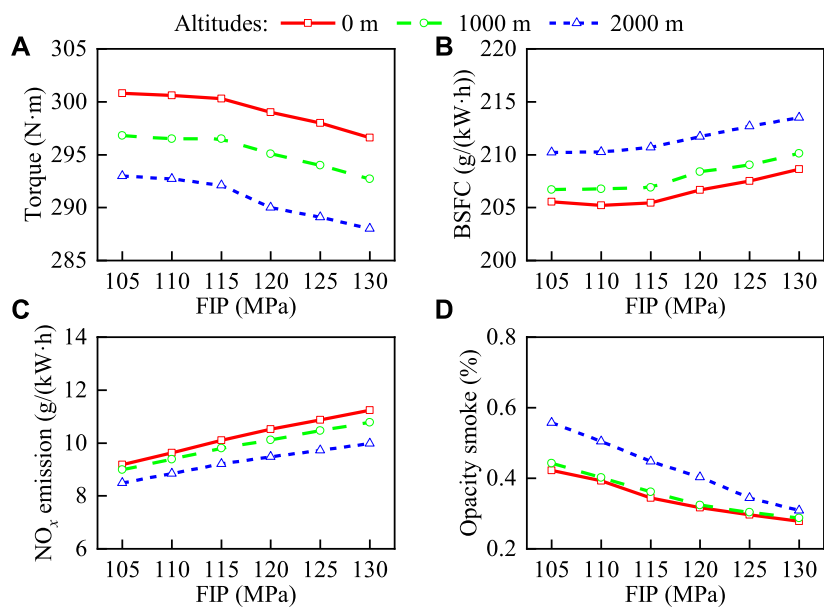 Altitudes: 0 m 1000 m 2000 m
A
B
305
300
295
290
285
Torque (N·m)
105 110 115 120 125 130
FIP (MPa)
220
215
210
205
200
BSFC (g/(kW·h))
105 110 115 120 125 130
FIP (MPa)
C
D
14
12
10
8
6
NOx emission (g/(kW·h)
105 110 115 120 125 130
FIP (MPa)
0.8
0.6
0.4
0.2
Opacity smoke (%)
105 110 115 120 125 130
FIP (MPa)